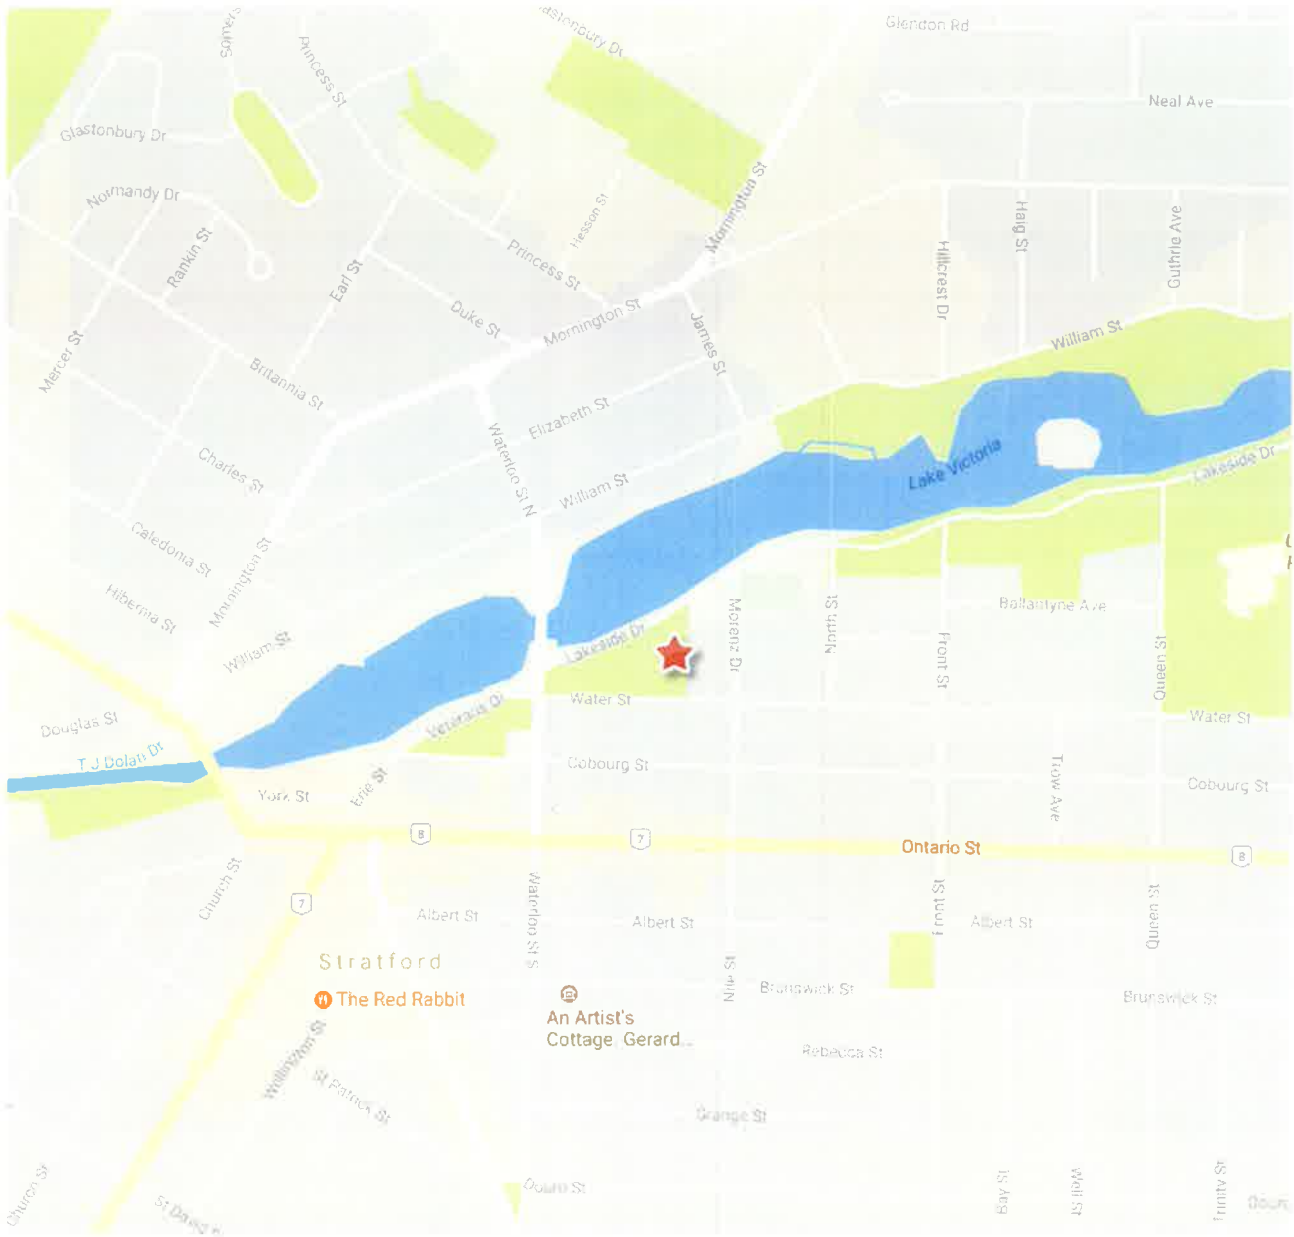 Glendon Rd
Princess St
Neal Ave
Glastonbury Dr
Normandy Dr
Mornington St
Hesson St
Haig St
Guthrie Ave
Rankin St
Princess St
Hillcrest Dr
Earl St
Duke St
Mornington St
James St
William St
Mercer St
Britannia St
Elizabeth St
Waterloo St N
Charles St
William St
Lake Victoria
Lakeside Dr
Caledonia St
Mornington St
Hibernia St
William St
Lakeside Dr
Morenz Dr
North St
Ballantyne Ave
Front St
Queen St
Water St
Veterans Dr
Water St
Douglas St
T J Dolan Dr
Cobourg St
Trow Ave
Cobourg St
York St
Erie St
8
7
Ontario St
8
Church St
7
Waterloo St S
Albert St
Albert St
Front St
Albert St
Queen St
Stratford
Nile St
Brunswick St
Brunswick St
The Red Rabbit
An Artist's
Cottage, Gerard...
Rebecca St
Wellington St
St Patrick St
Grange St
Church St
Bay St
Well St
Trinity St